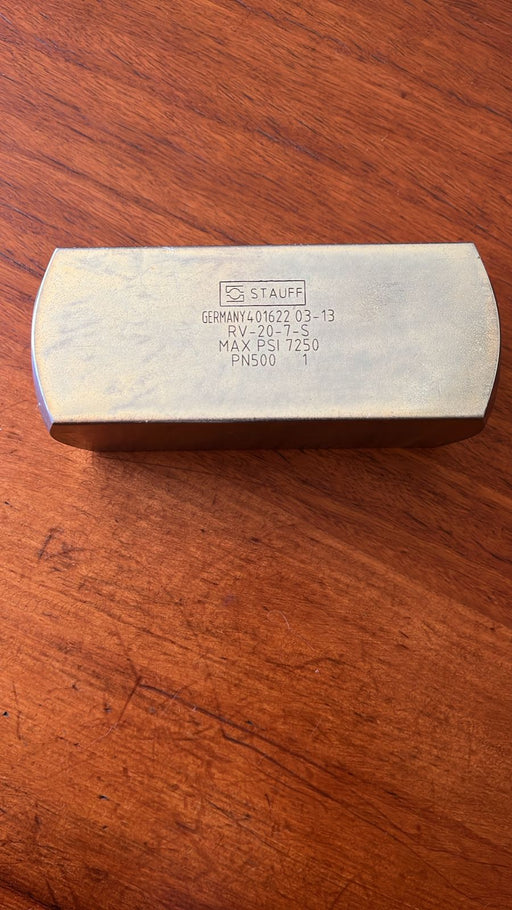 STAUFF
GERMANY 401622 03-13
RV-20-7-S
MAX PSI 7250
PN500 1